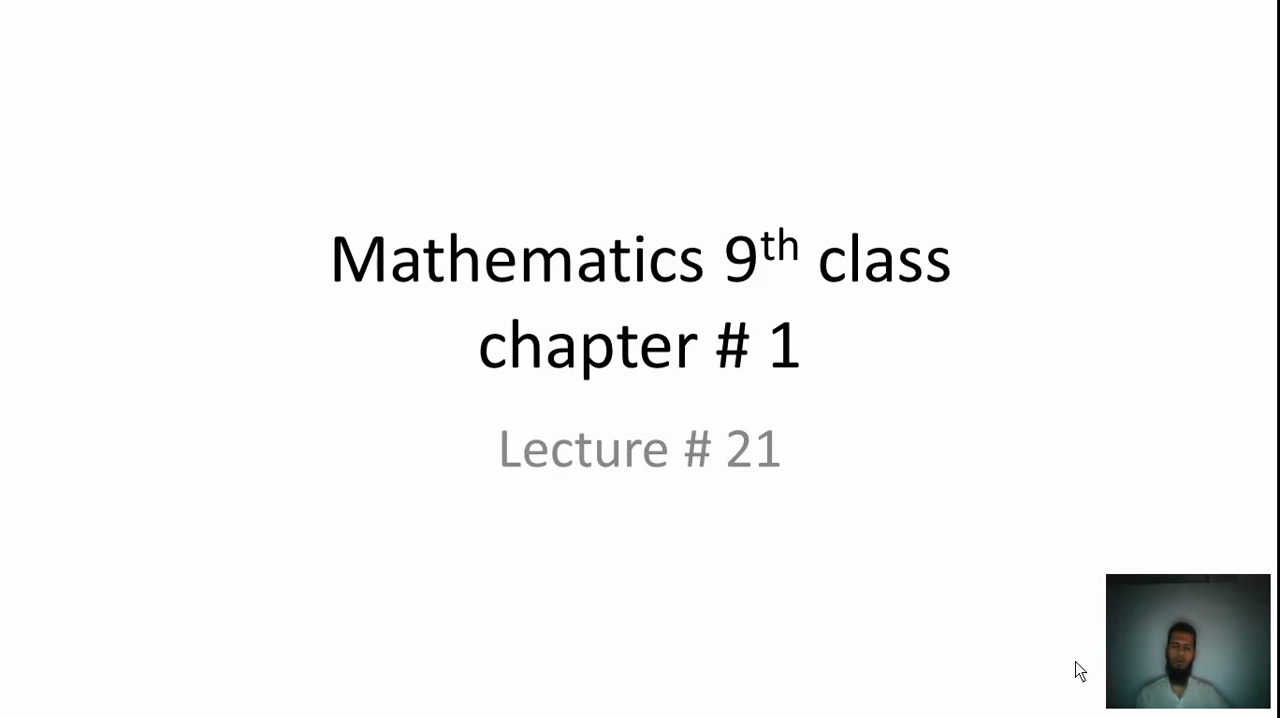 Mathematics 9th class
chapter # 1
Lecture # 21